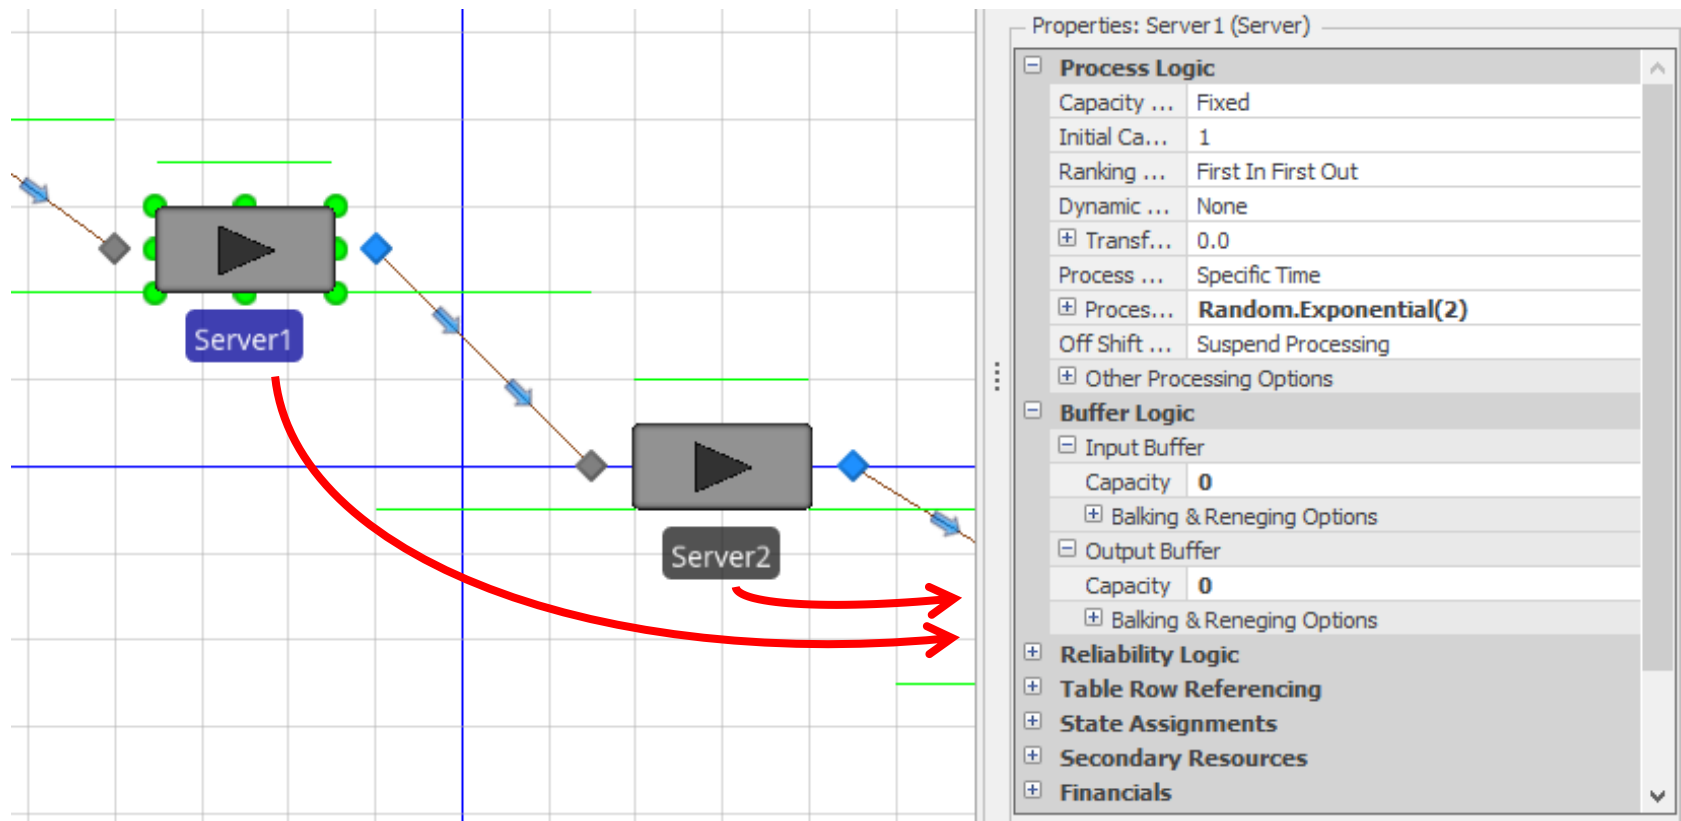 Server1
Server2
Properties: Server1 (Server)
Process Logic
Capacity ... Fixed
Initial Ca... 1
Ranking ... First In First Out
Dynamic ... None
Transf... 0.0
Process ... Specific Time
Proces... Random.Exponential(2)
Off Shift ... Suspend Processing
Other Processing Options
Buffer Logic
Input Buffer
Capacity 0
Balking & Reneging Options
Output Buffer
Capacity 0
Balking & Reneging Options
Reliability Logic
Table Row Referencing
State Assignments
Secondary Resources
Financials